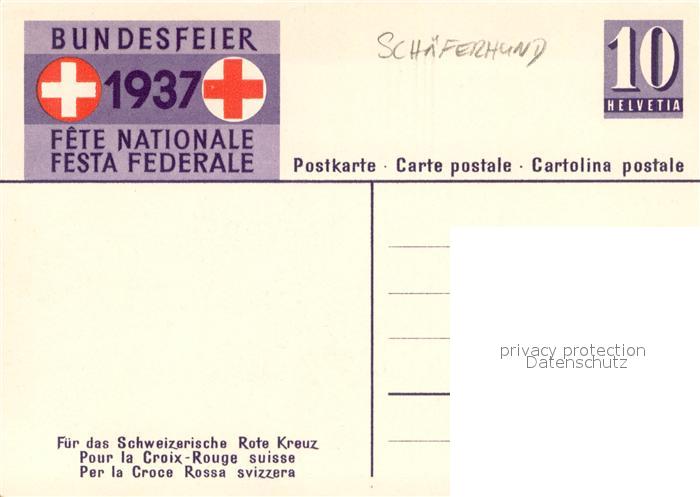 BUNDESFEIER
1937
FÊTE NATIONALE
FESTA FEDERALE
SCHÄFERHUND
10
HELVETIA
Postkarte · Carte postale · Cartolina postale
privacy protection
Datenschutz
Für das Schweizerische Rote Kreuz
Pour la Croix-Rouge suisse
Per la Croce Rossa svizzera